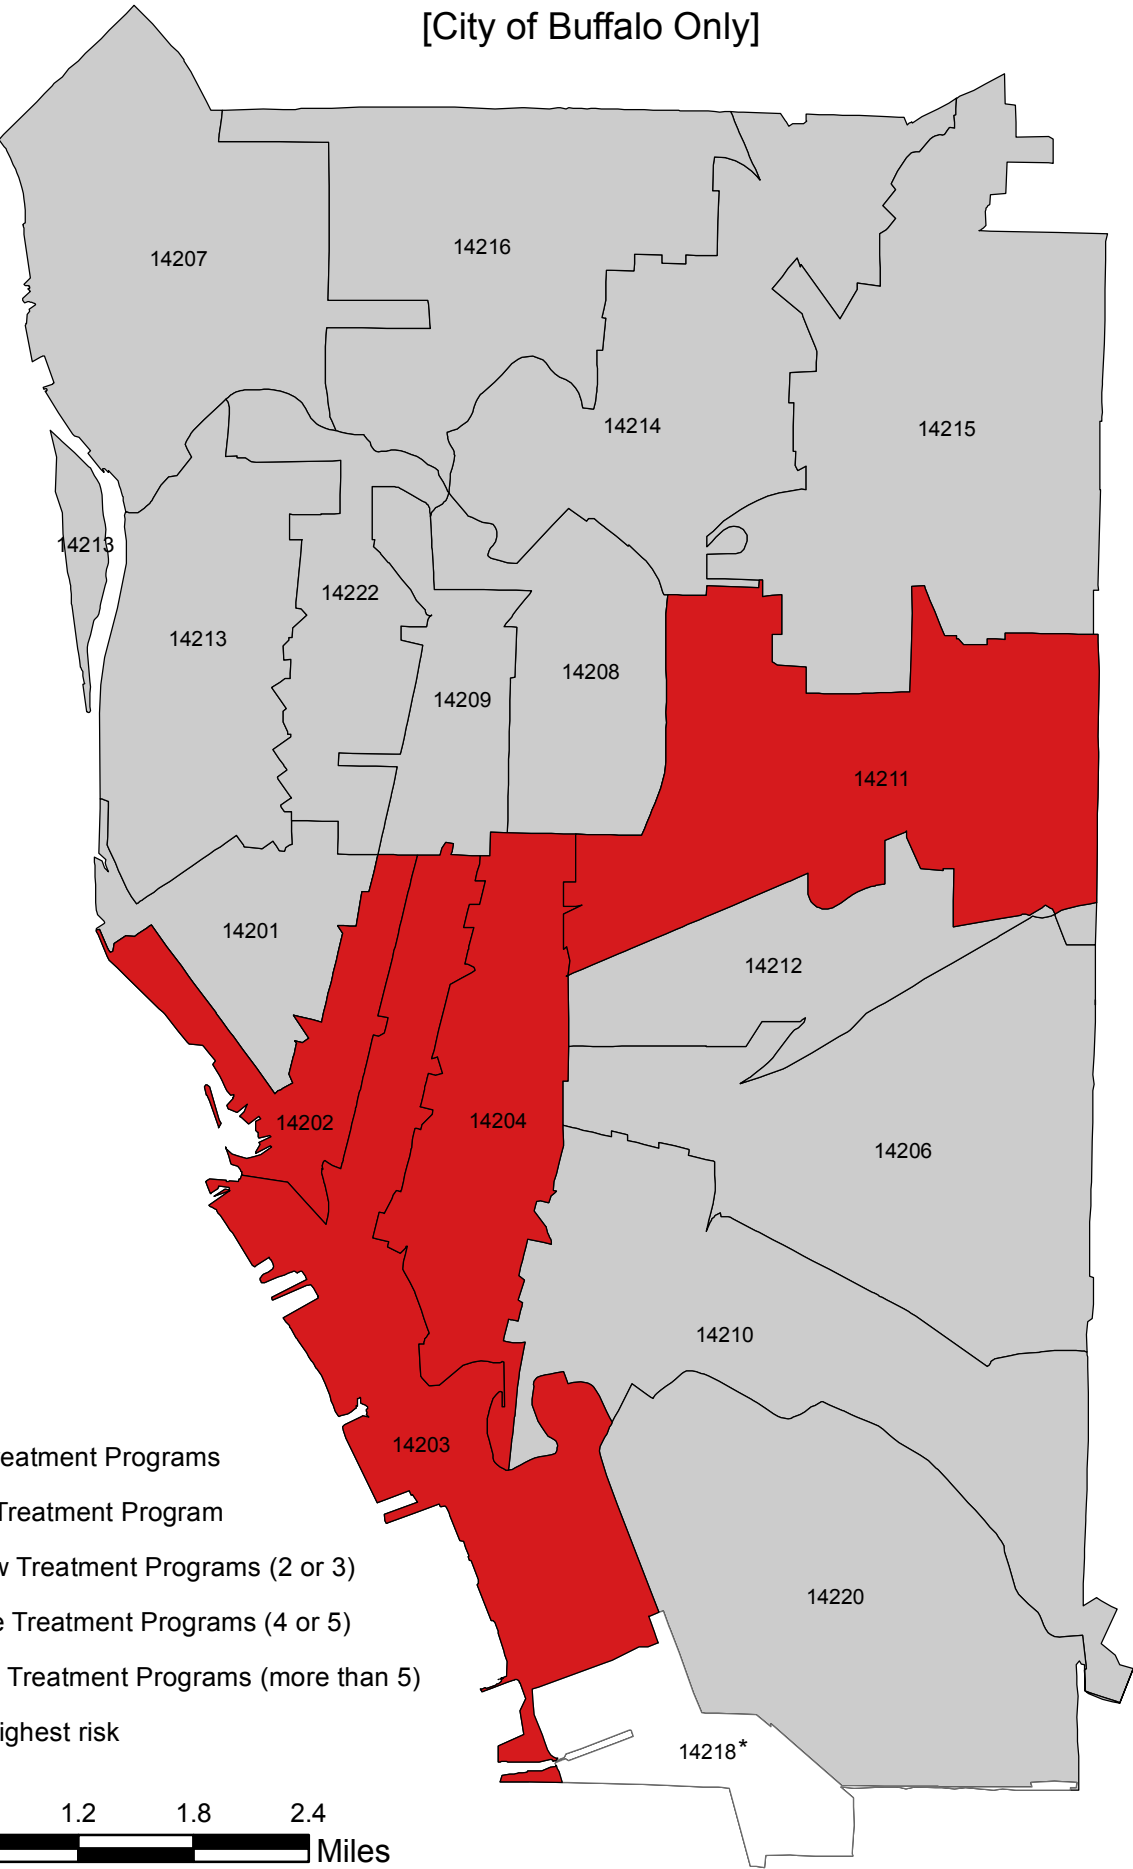 [City of Buffalo Only]
14207
14216
14214
14215
14213
14222
14213
14208
14209
14211
14201
14212
14202
14204
14206
14210
14203
eatment Programs
Treatment Program
Treatment Programs (2 or 3)
14220
Treatment Programs (4 or 5)
Treatment Programs (more than 5)
ighest risk
14218*
1.2 1.8 2.4
Miles